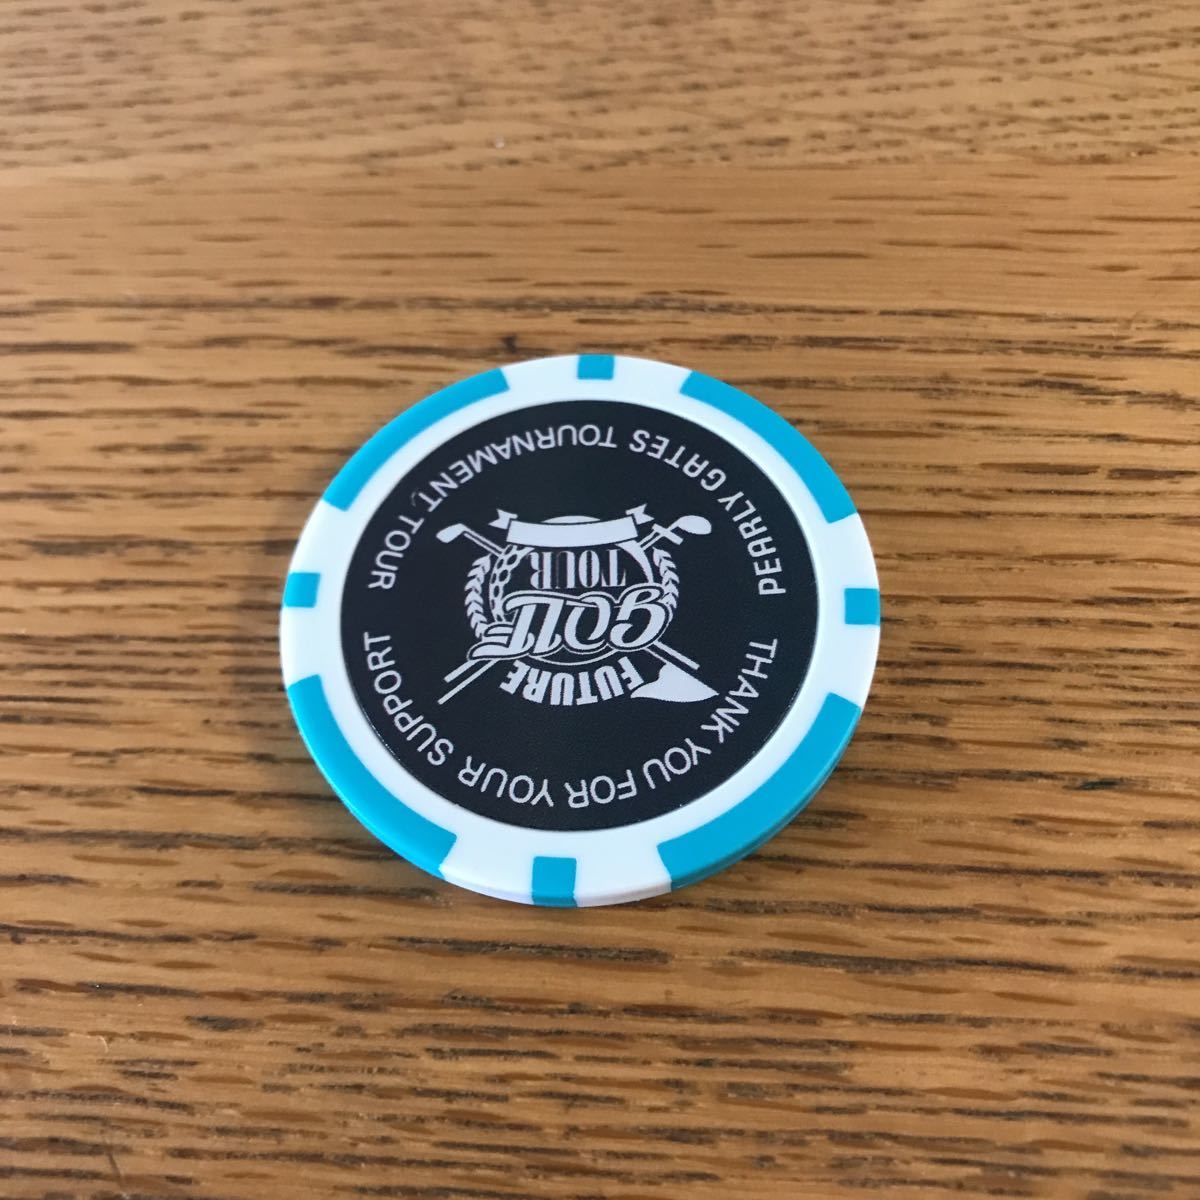 THANK YOU FOR YOUR SUPPORT
FUTURE
golf
TOUR
PEARLY GATES TOURNAMENT TOUR